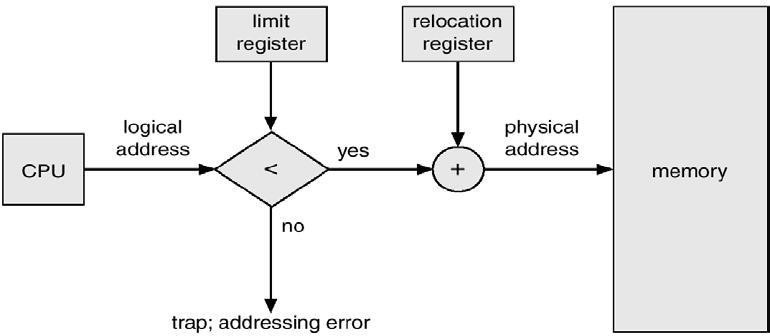 limit
register
relocation
register
logical
address
CPU
<
yes
+
physical
address
memory
no
trap; addressing error